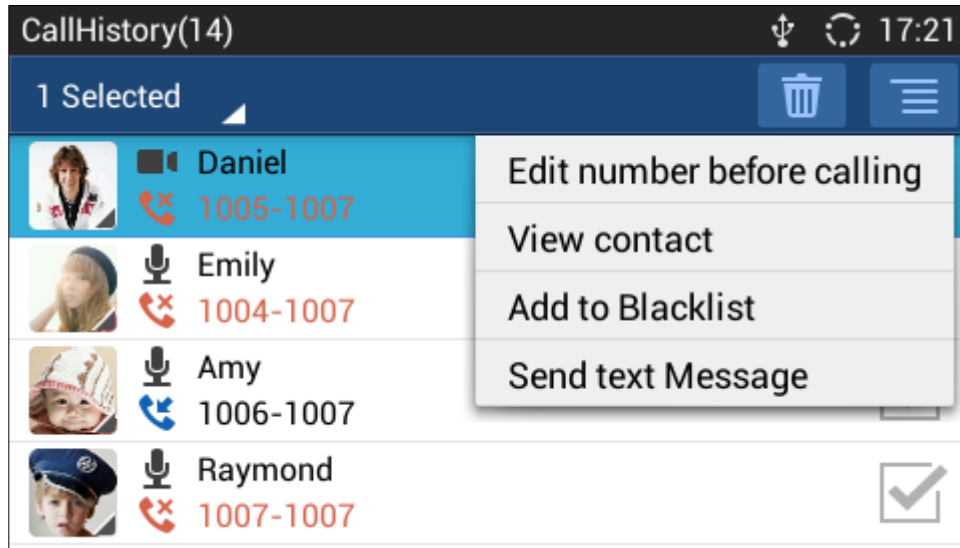 CallHistory(14) 17:21
1 Selected
Daniel
1005-1007
Emily
1004-1007
Amy
1006-1007
Raymond
1007-1007
Edit number before calling
View contact
Add to Blacklist
Send text Message